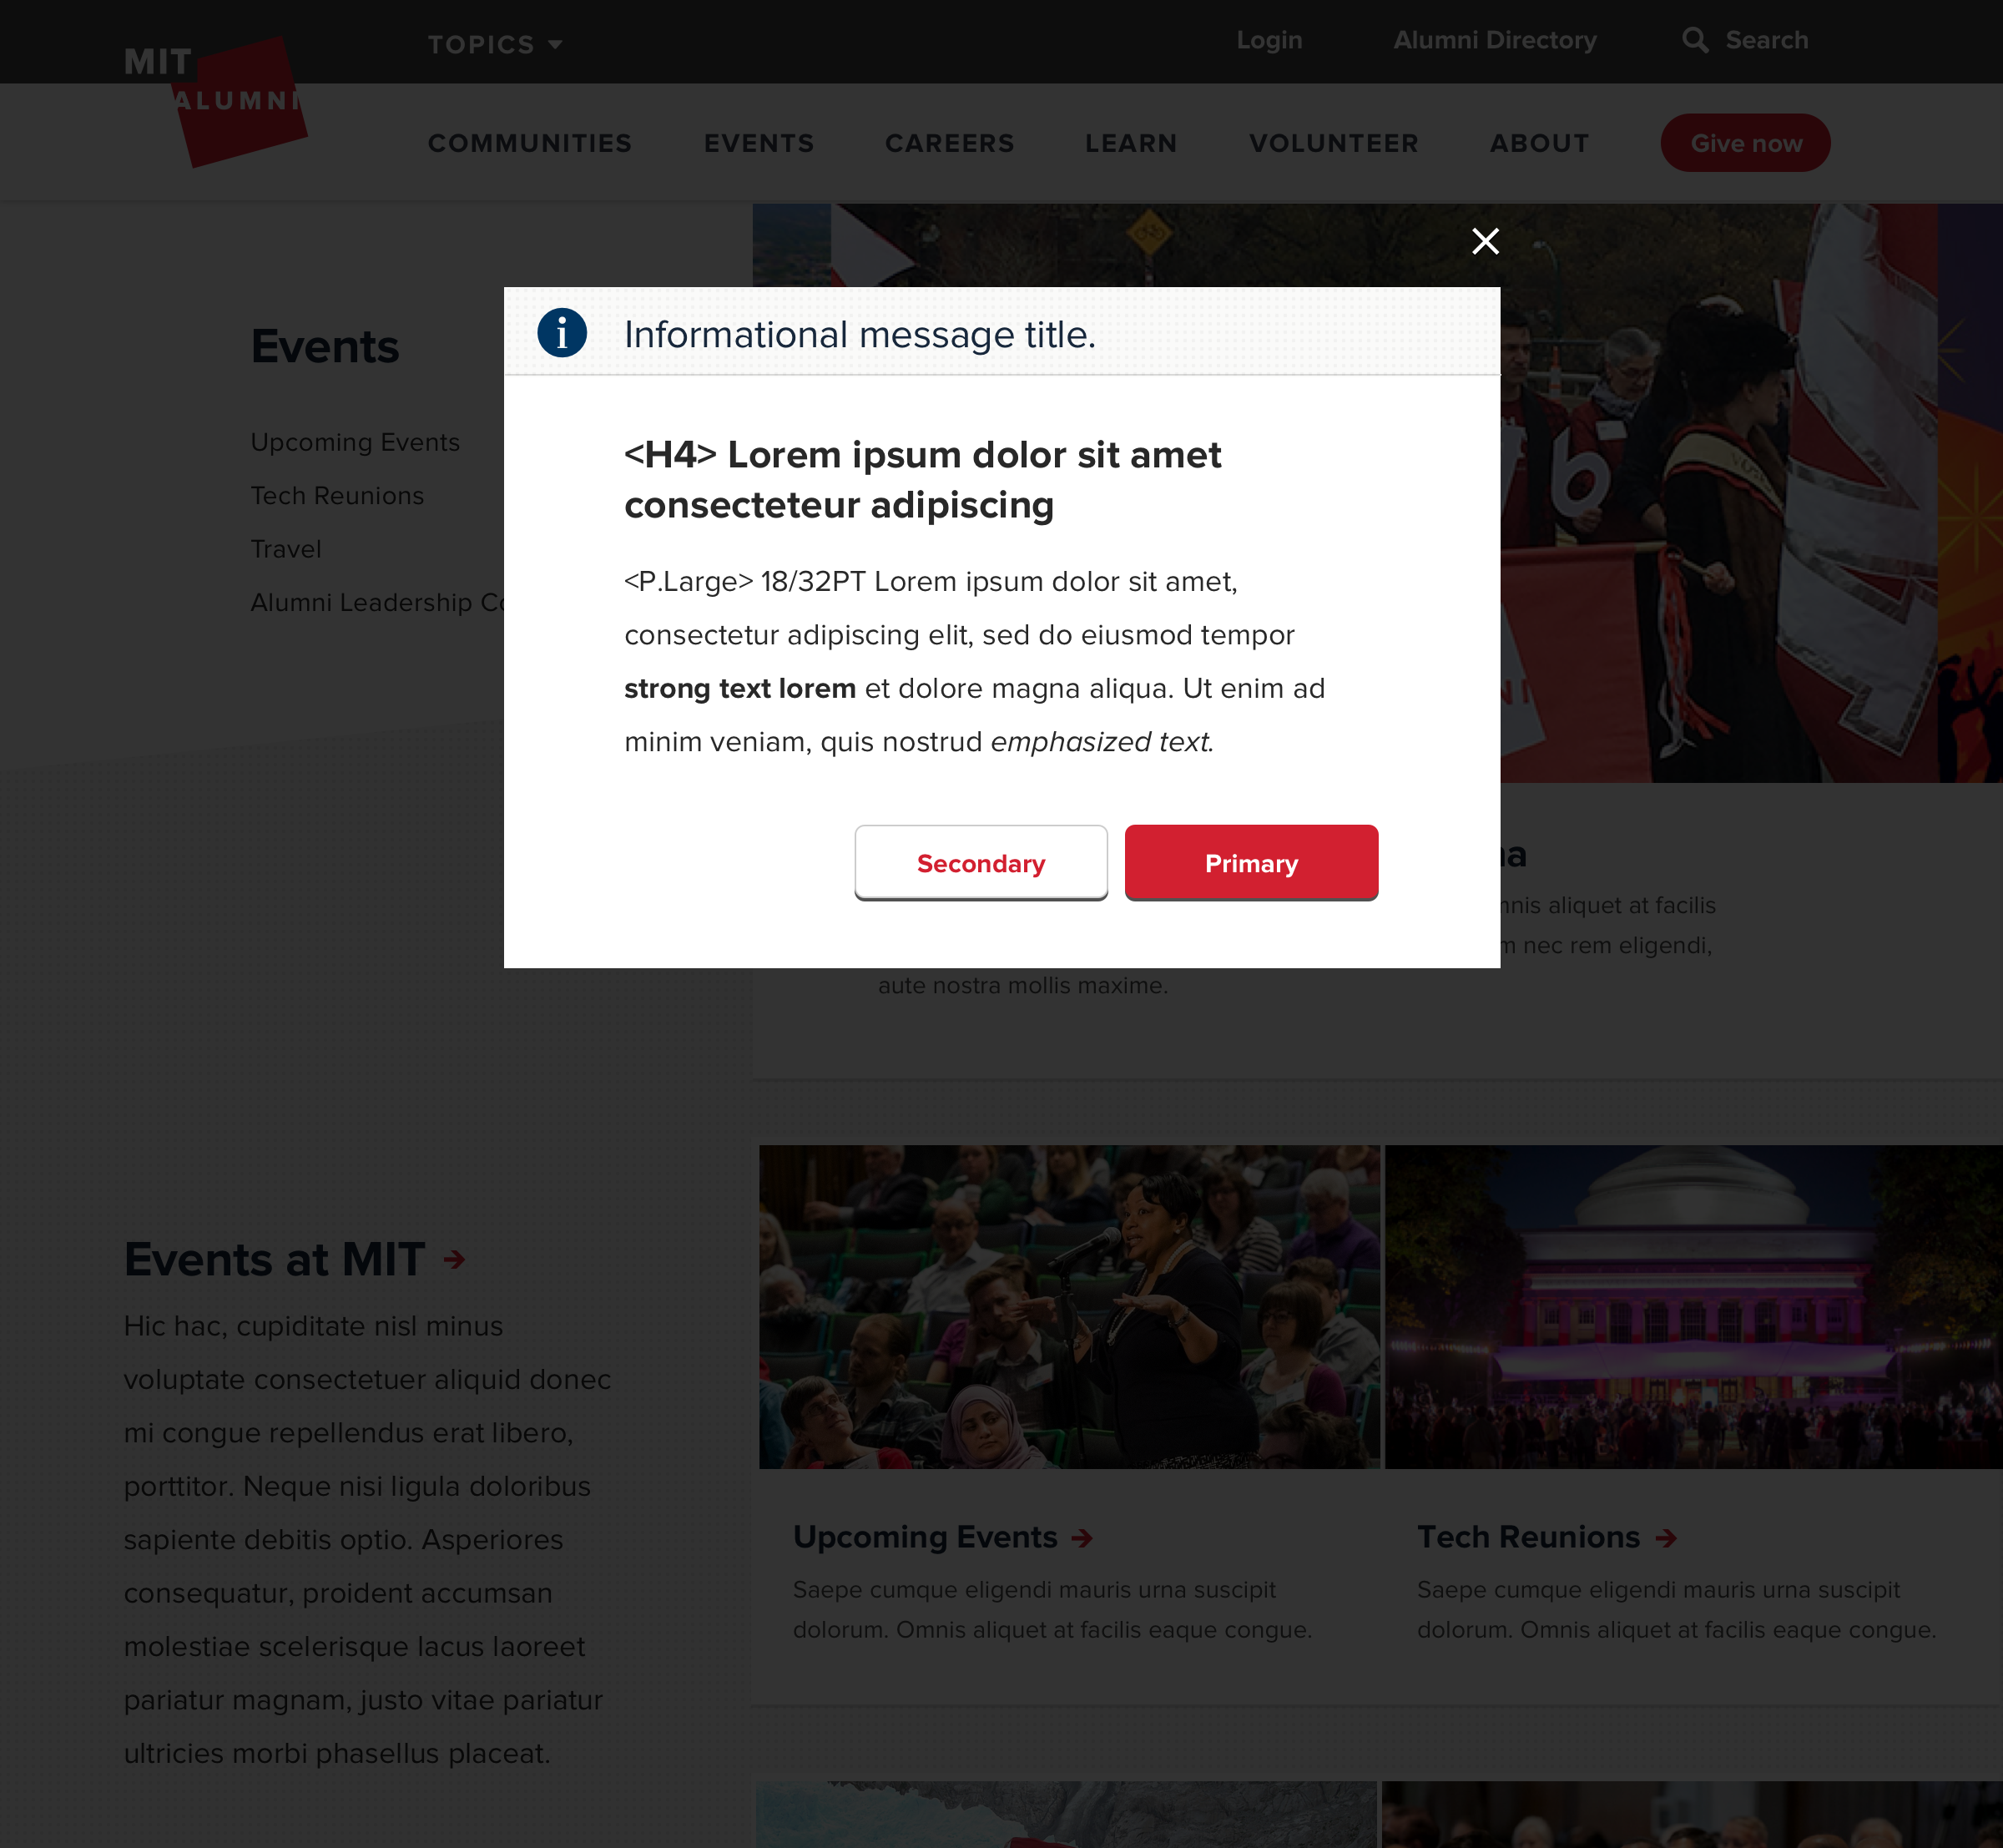 MIT
ALUMNI
TOPICS
Login
Alumni Directory
Search
COMMUNITIES
EVENTS
CAREERS
LEARN
VOLUNTEER
ABOUT
Give now
Events
Upcoming Events
Tech Reunions
Travel
Alumni Leadership
Informational message title.
<H4> Lorem ipsum dolor sit amet
consecteteur adipiscing
<P.Large> 18/32PT Lorem ipsum dolor sit amet,
consectetur adipiscing elit, sed do eiusmod tempor
strong text lorem et dolore magna aliqua. Ut enim ad
minim veniam, quis nostrud emphasized text.
Secondary
Primary
aliquet at facilis
nec rem eligendi,
aute nostra mollis maxime.
Events at MIT
Hic hac, cupiditate nisl minus
voluptate consectetuer aliquid donec
mi congue repellendus erat libero,
porttitor. Neque nisi ligula doloribus
sapiente debitis optio. Asperiores
consequatur, proident accumsan
molestiae scelerisque lacus laoreet
pariatur magnam, justo vitae pariatur
ultricies morbi phasellus placeat.
Upcoming Events
Saepe cumque eligendi mauris urna suscipit
dolorum. Omnis aliquet at facilis eaque congue.
Tech Reunions
Saepe cumque eligendi mauris urna suscipit
dolorum. Omnis aliquet at facilis eaque congue.